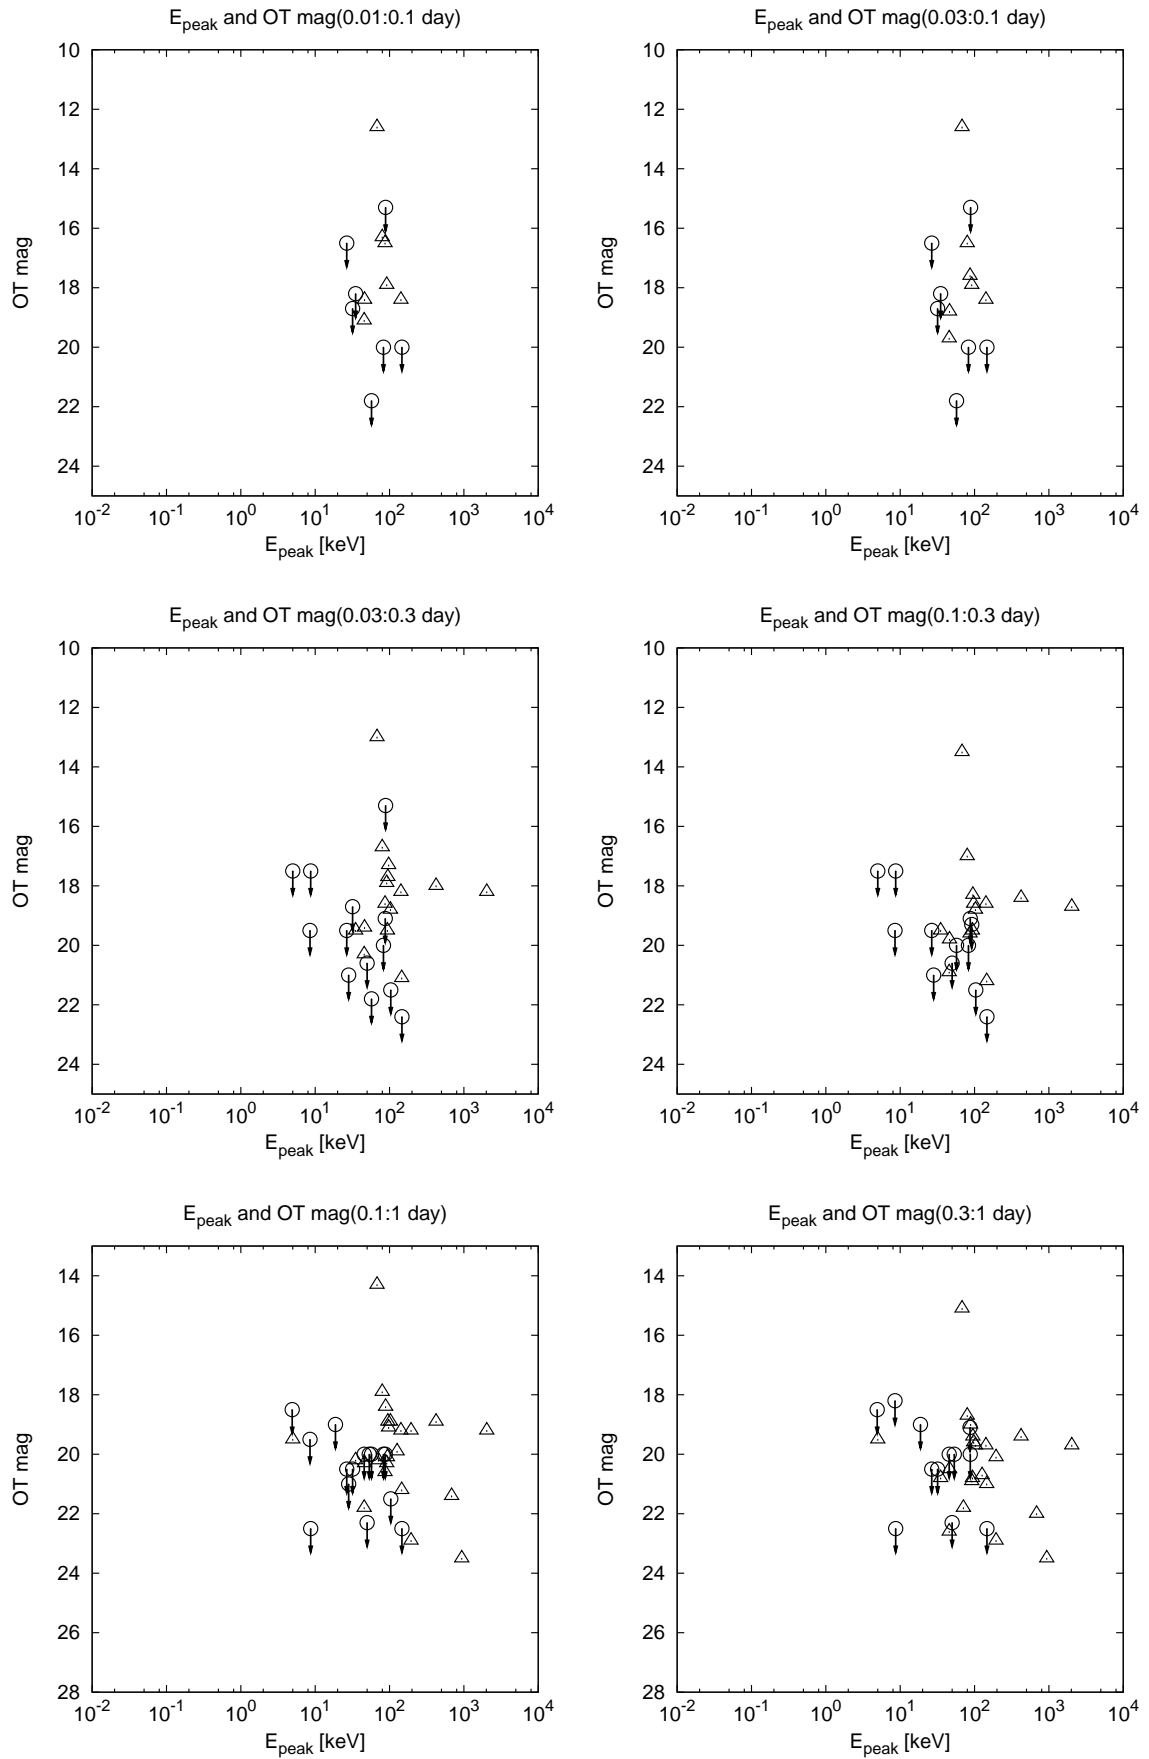 E_peak and OT mag(0.01:0.1 day)
10
12
14
16
18
20
22
24
OT mag
10^-2 10^-1 10^0 10^1 10^2 10^3 10^4
E_peak [keV]
E_peak and OT mag(0.03:0.1 day)
10
12
14
16
18
20
22
24
OT mag
10^-2 10^-1 10^0 10^1 10^2 10^3 10^4
E_peak [keV]
E_peak and OT mag(0.03:0.3 day)
10
12
14
16
18
20
22
24
OT mag
10^-2 10^-1 10^0 10^1 10^2 10^3 10^4
E_peak [keV]
E_peak and OT mag(0.1:0.3 day)
10
12
14
16
18
20
22
24
OT mag
10^-2 10^-1 10^0 10^1 10^2 10^3 10^4
E_peak [keV]
E_peak and OT mag(0.1:1 day)
14
16
18
20
22
24
26
28
OT mag
10^-2 10^-1 10^0 10^1 10^2 10^3 10^4
E_peak [keV]
E_peak and OT mag(0.3:1 day)
14
16
18
20
22
24
26
28
OT mag
10^-2 10^-1 10^0 10^1 10^2 10^3 10^4
E_peak [keV]